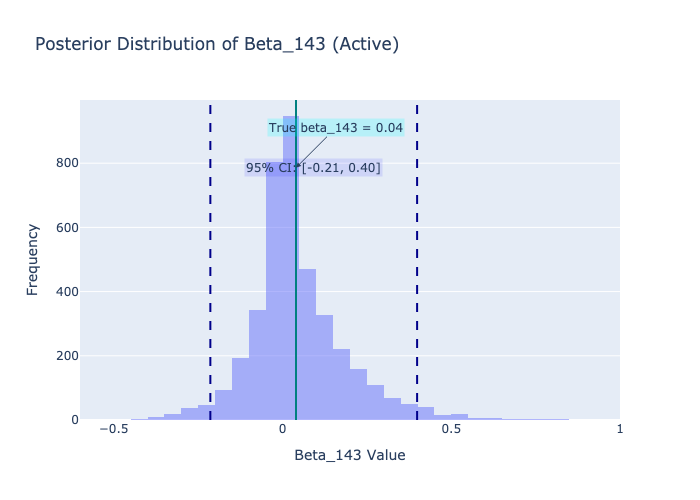 Posterior Distribution of Beta_143 (Active)
True beta_143 = 0.04
95% CI: [-0.21, 0.40]
Frequency
800
600
400
200
0
−0.5
0
0.5
1
Beta_143 Value